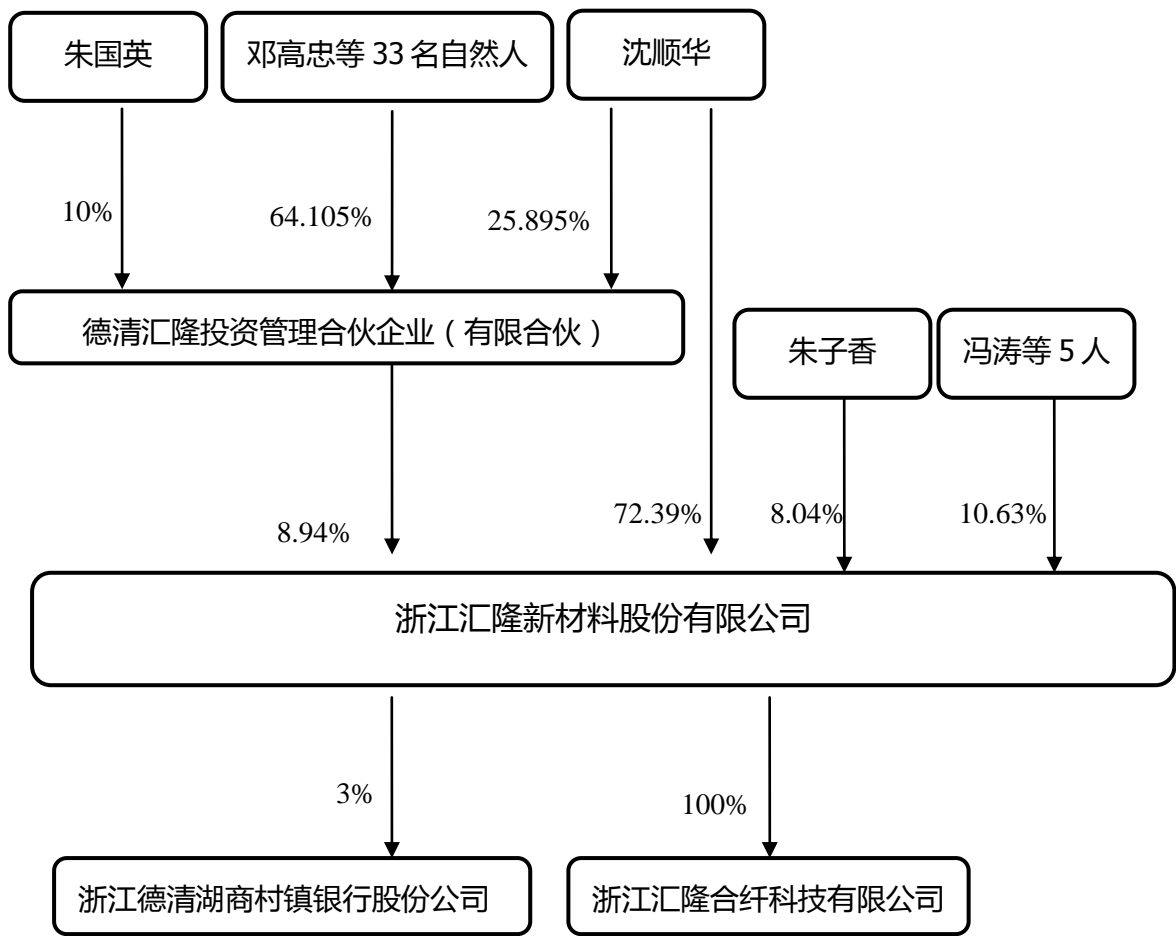 朱国英
邓高忠等 33 名自然人
沈顺华
10%
64.105%
25.895%
德清汇隆投资管理合伙企业（有限合伙）
朱子香
冯涛等 5 人
8.94%
72.39%
8.04%
10.63%
浙江汇隆新材料股份有限公司
3%
100%
浙江德清湖商村镇银行股份公司
浙江汇隆合纤科技有限公司